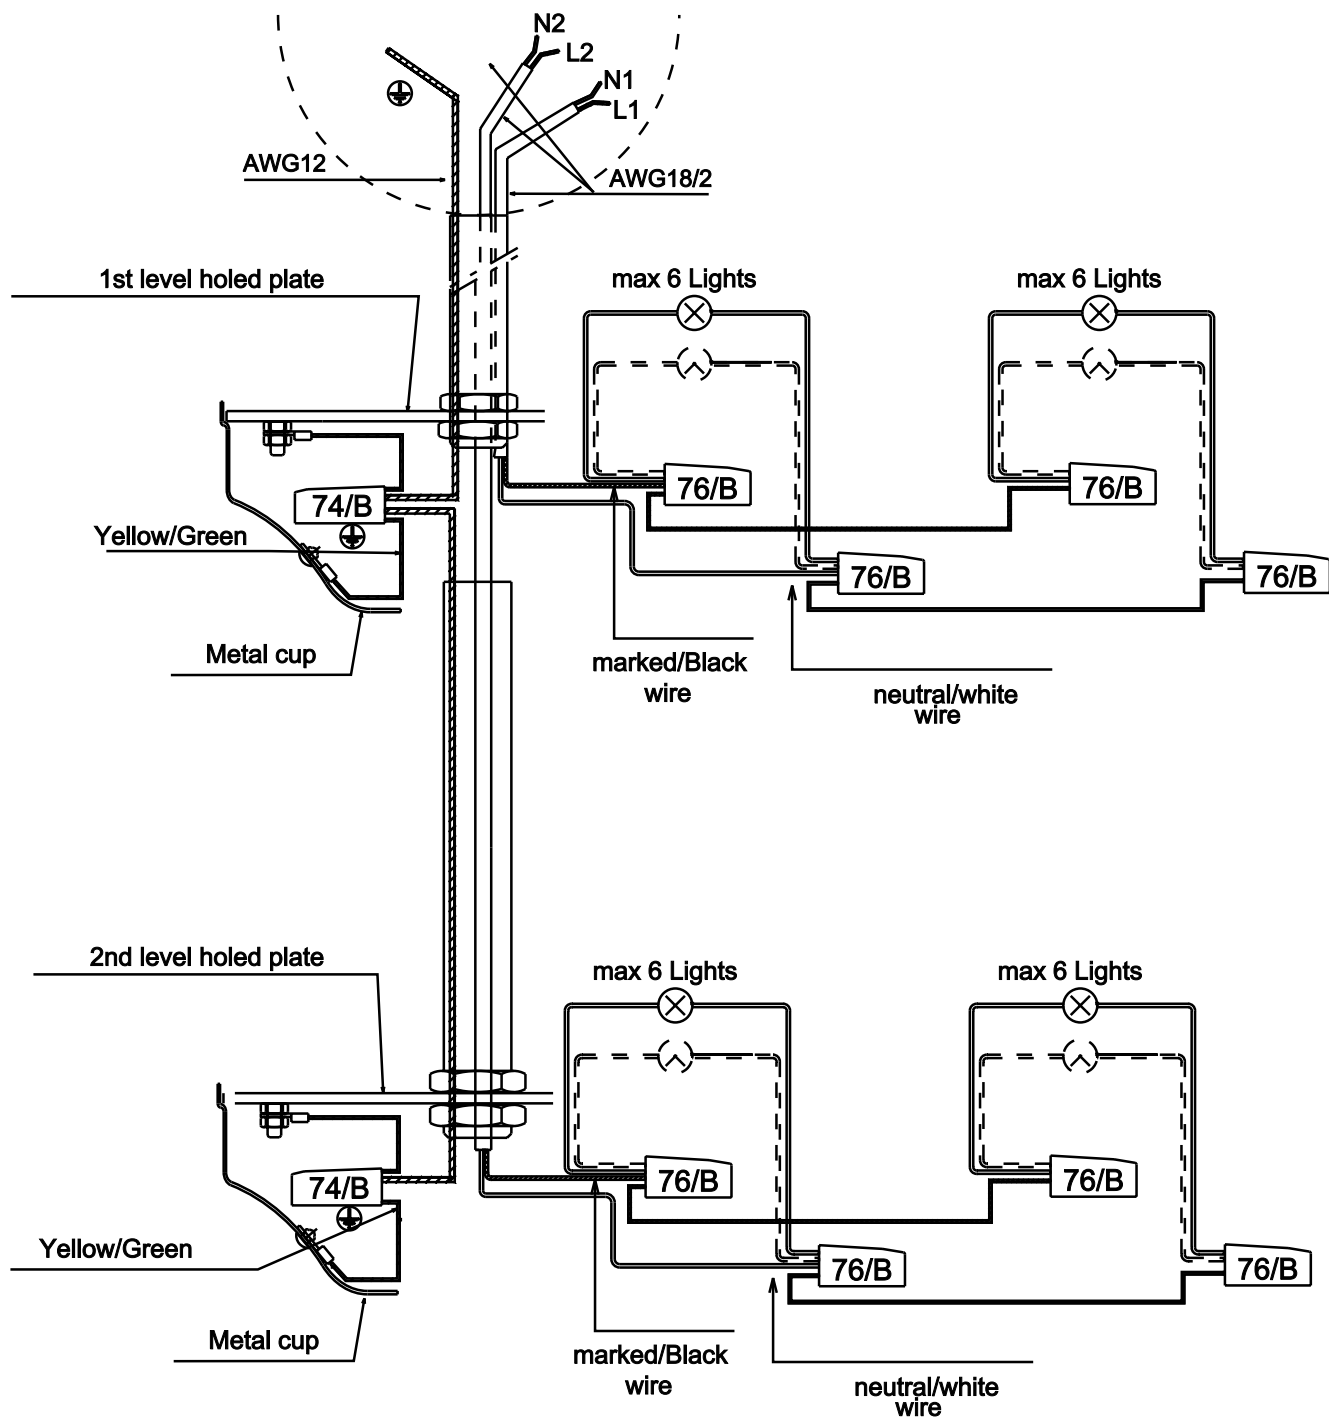 N2
L2
N1
L1
AWG12
AWG18/2
1st level holed plate
max 6 Lights
max 6 Lights
74/B
76/B
76/B
Yellow/Green
76/B
76/B
Metal cup
marked/Black
wire
neutral/white
wire
2nd level holed plate
max 6 Lights
max 6 Lights
74/B
76/B
76/B
Yellow/Green
76/B
76/B
Metal cup
marked/Black
wire
neutral/white
wire